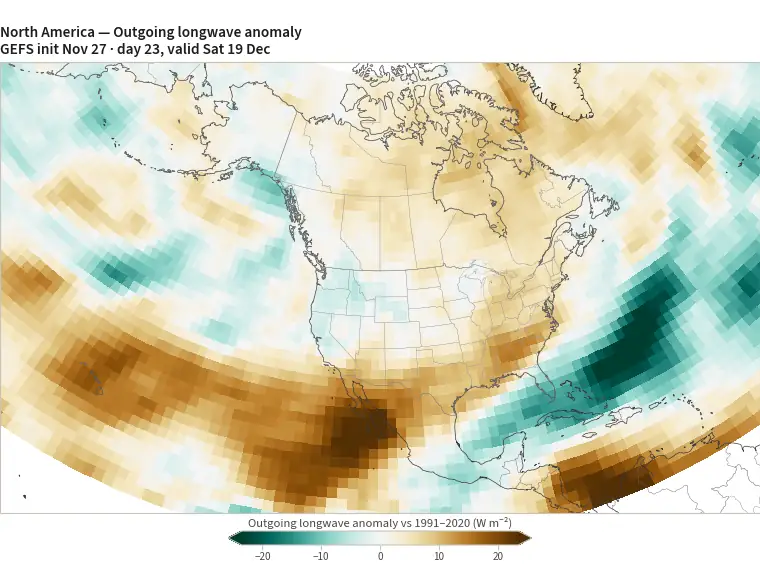 North America — Outgoing longwave anomaly
GEFS init Nov 27 · day 23, valid Sat 19 Dec
Outgoing longwave anomaly vs 1991–2020 (W m⁻²)
−20 −10 0 10 20